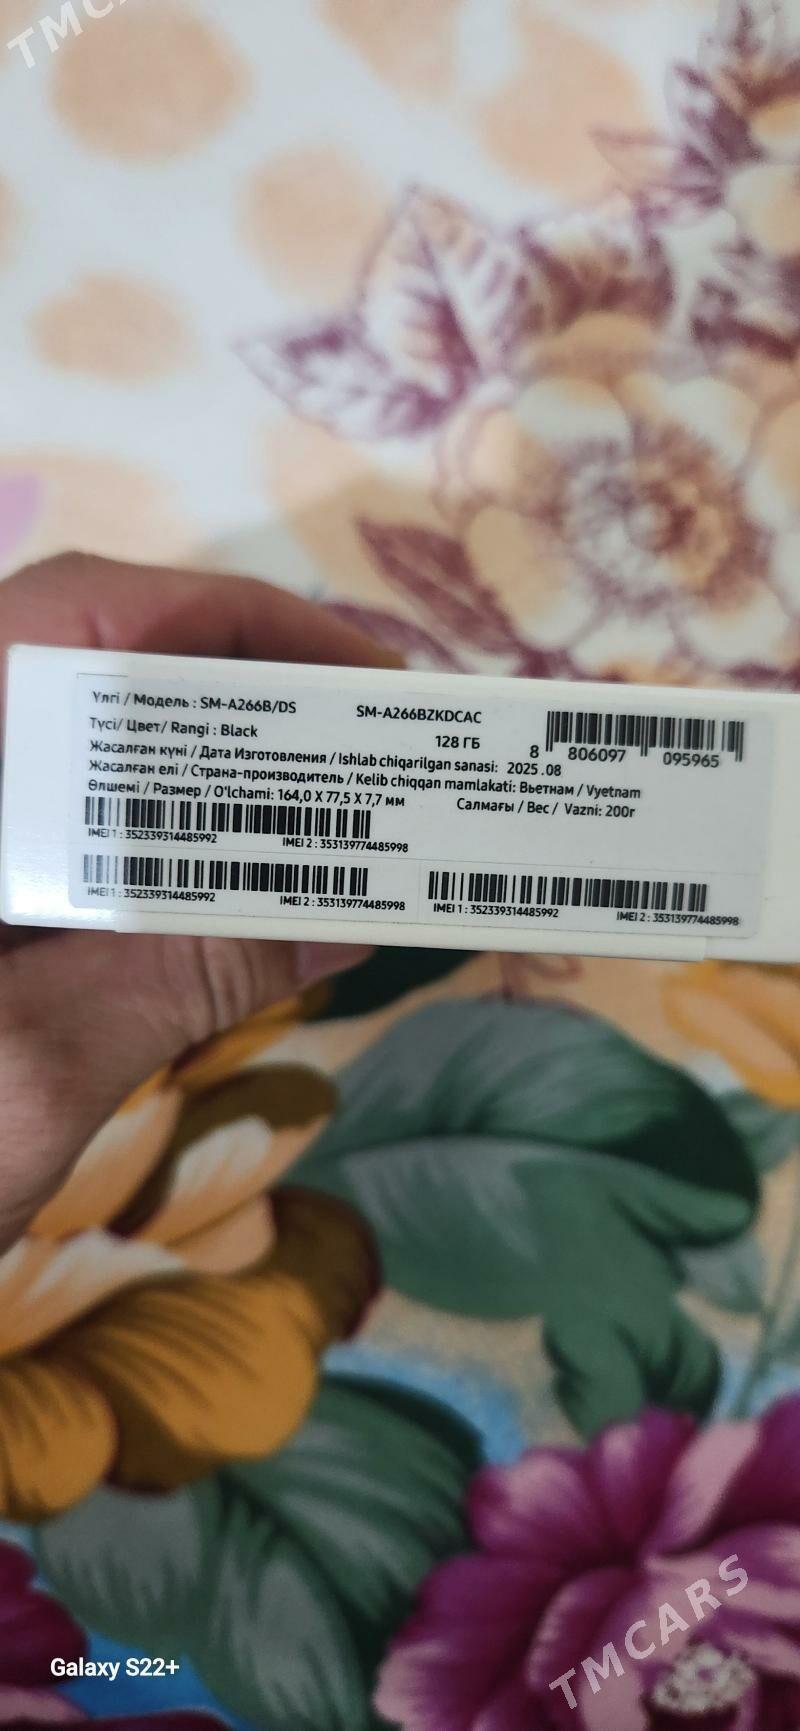 TMCA
Үлгі / Модель : SM-A266B/DS SM-A266BZKDCAC
Түсі/ Цвет/ Rangi : Black 128 ГБ 8 806097 095965
Жасалған күні / Дата Изготовления / Ishlab chiqarilgan sanasi: 2025.08
Жасалған елі / Страна-производитель / Kelib chiqqan mamlakati: Вьетнам / Vyetnam
Өлшемі / Размер / O'lchami: 164,0 X 77,5 X 7,7 мм Салмағы / Вес / Vazni: 200г
IMEI 1 : 352339314485992 IMEI 2 : 353139774485998
IMEI 1 : 352339314485992 IMEI 2 : 353139774485998 IMEI 1 : 352339314485992 IMEI 2 : 353139774485998
Galaxy S22+
TMCARS